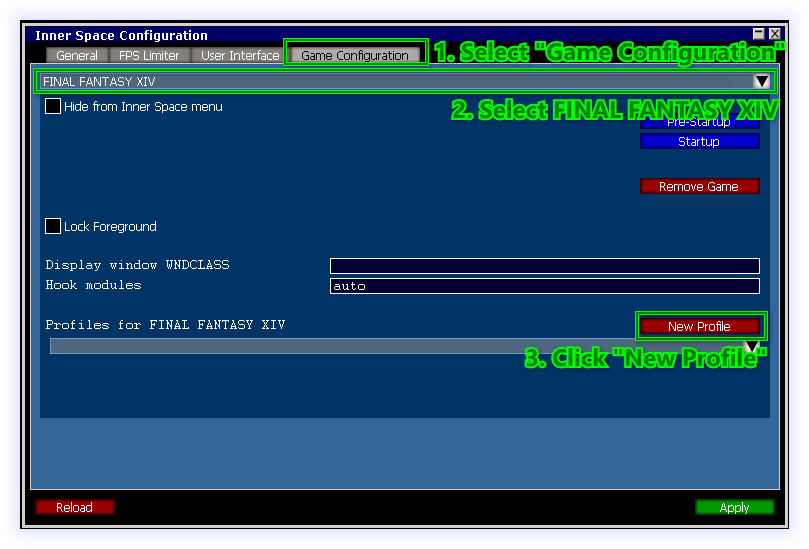 Inner Space Configuration
General FPS Limiter User Interface Game Configuration
1. Select "Game Configuration"
FINAL FANTASY XIV
Hide from Inner Space menu
2. Select FINAL FANTASY XIV
Pre-Startup
Startup
Remove Game
Lock Foreground
Display window WNDCLASS
Hook modules auto
Profiles for FINAL FANTASY XIV New Profile
3. Click "New Profile"
Reload Apply